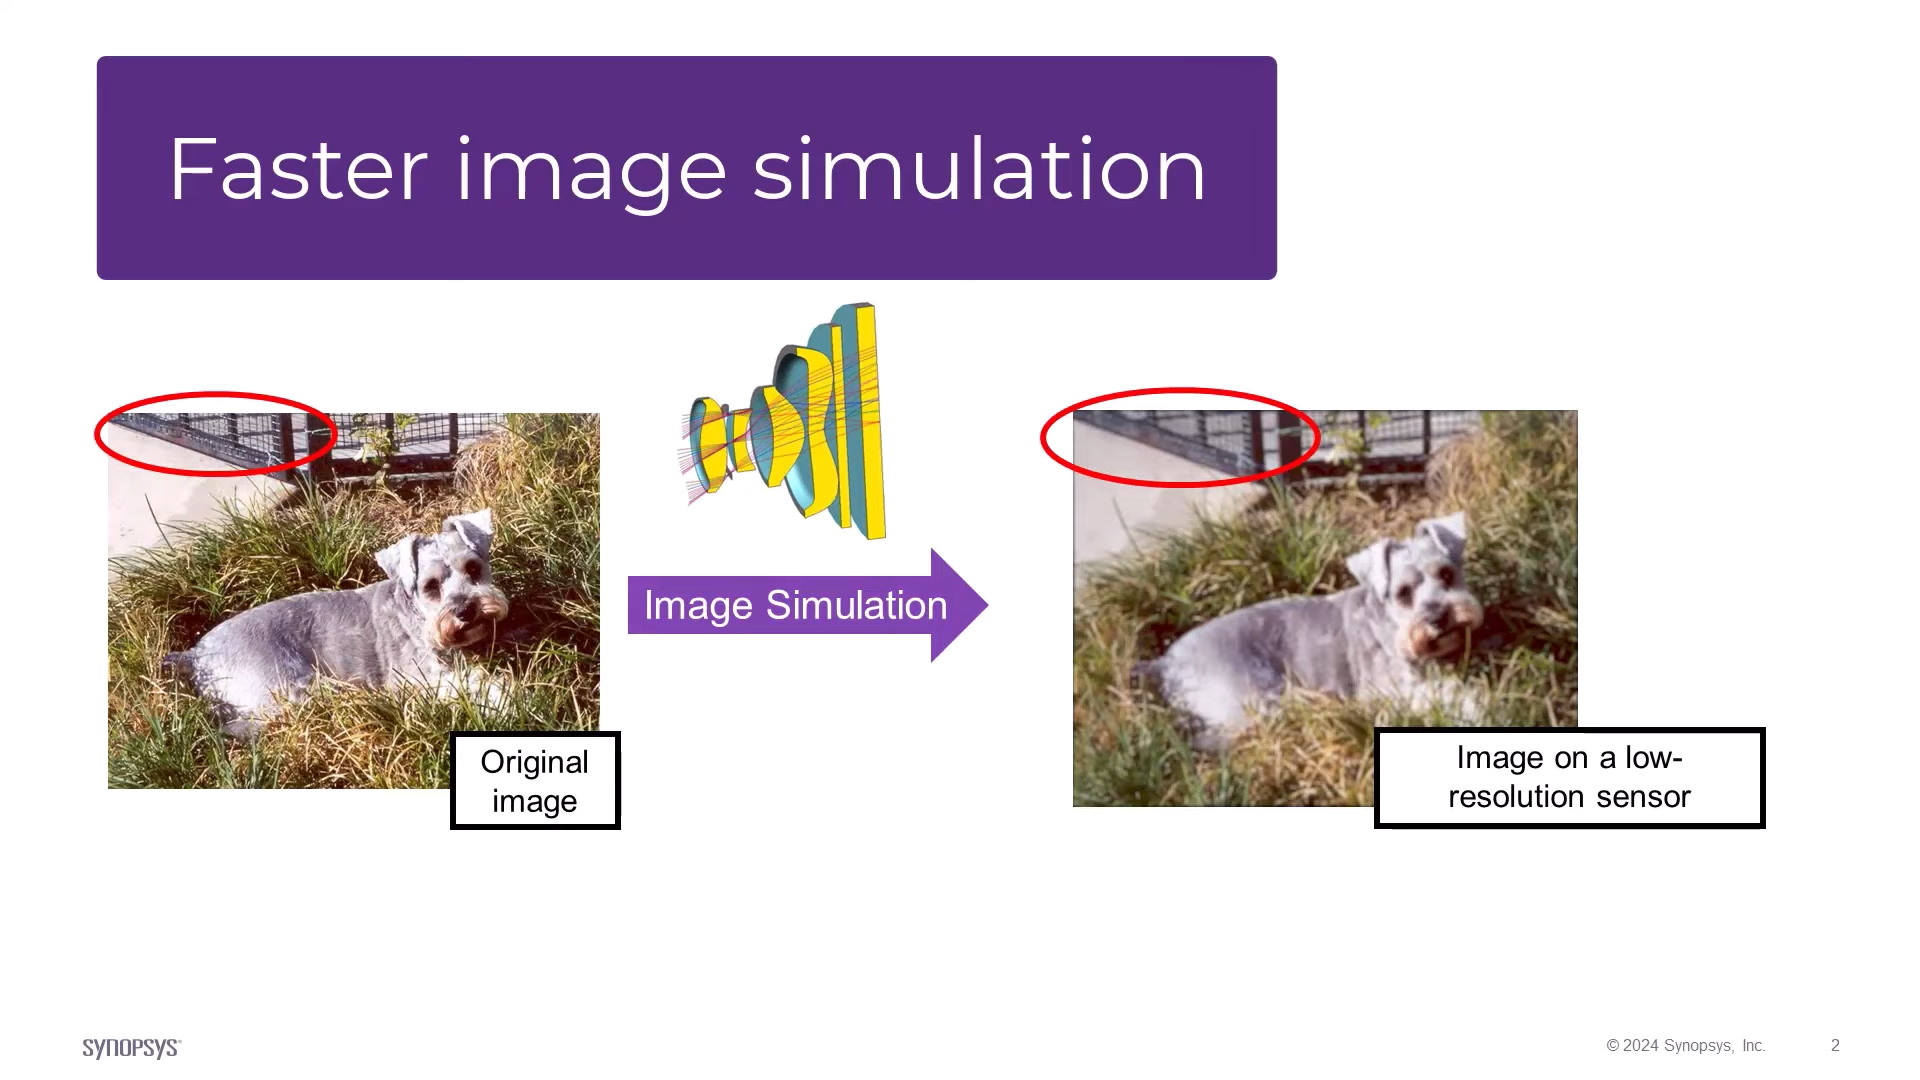 Faster image simulation
Image Simulation
Original
image
Image on a low-
resolution sensor
SYNOPSYS
© 2024 Synopsys, Inc.
2